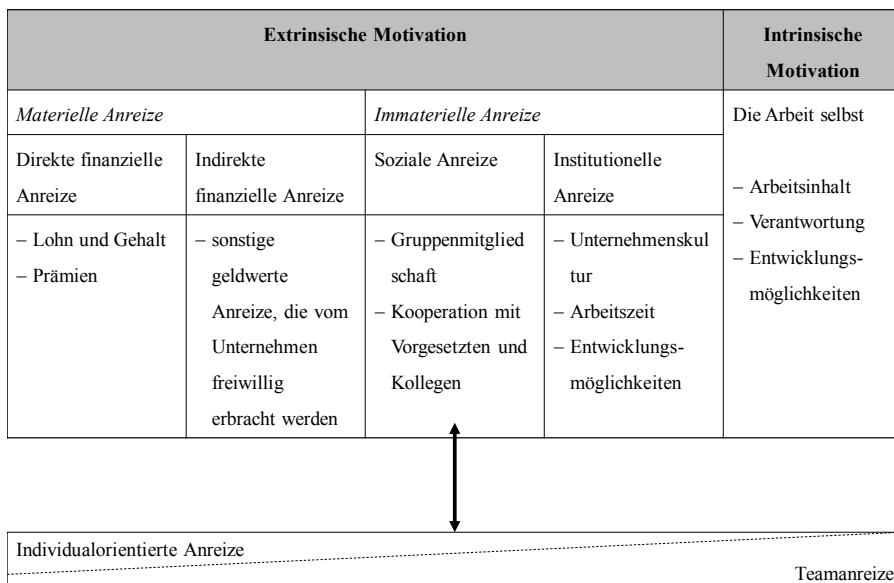 Extrinsische Motivation
Intrinsische
Motivation
Materielle Anreize
Immaterielle Anreize
Die Arbeit selbst
Direkte finanzielle
Anreize
Indirekte
finanzielle Anreize
Soziale Anreize
Institutionelle
Anreize
– Arbeitsinhalt
– Verantwortung
– Entwicklungs-
möglichkeiten
– Lohn und Gehalt
– Prämien
– sonstige
geldwerte
Anreize, die vom
Unternehmen
freiwillig
erbracht werden
– Gruppenmitglied
schaft
– Kooperation mit
Vorgesetzten und
Kollegen
– Unternehmenskul
tur
– Arbeitszeit
– Entwicklungs-
möglichkeiten
Individualorientierte Anreize
Teamanreize